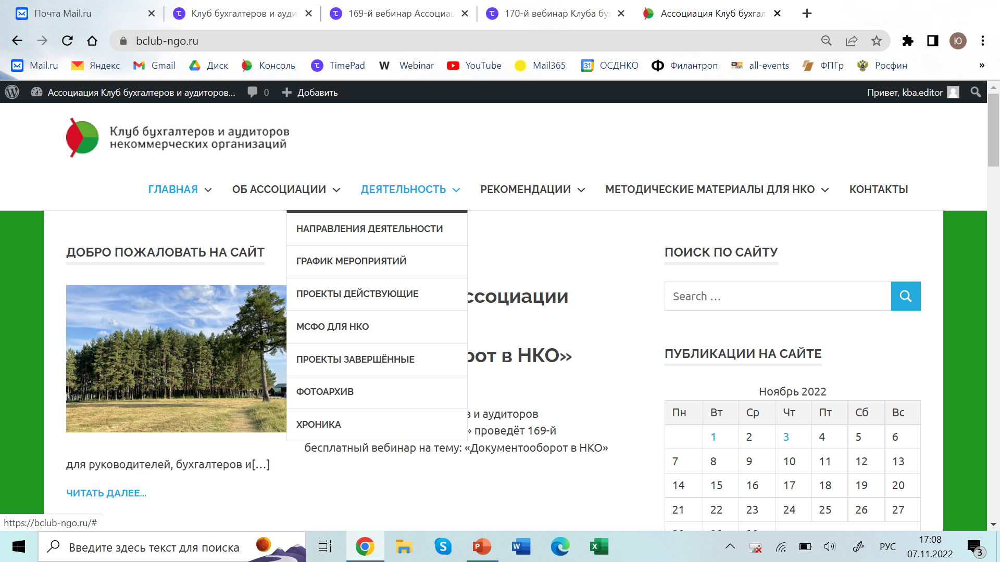 Почта Mail.ru
Клуб бухгалтеров и ауди
169-й вебинар Ассоциац
170-й вебинар Клуба бу
Ассоциация Клуб бухгал
bclub-ngo.ru
Ю
Mail.ru
Яндекс
Gmail
Диск
Консоль
TimePad
W Webinar
YouTube
Mail365
31 ОСДНКО
Филантроп
all-events
ФПГр
Росфин
»
Ассоциация Клуб бухгалтеров и аудиторов...
0
Добавить
Привет, kba.editor
Клуб бухгалтеров и аудиторов
некоммерческих организаций
ГЛАВНАЯ
ОБ АССОЦИАЦИИ
ДЕЯТЕЛЬНОСТЬ
РЕКОМЕНДАЦИИ
МЕТОДИЧЕСКИЕ МАТЕРИАЛЫ ДЛЯ НКО
КОНТАКТЫ
НАПРАВЛЕНИЯ ДЕЯТЕЛЬНОСТИ
ГРАФИК МЕРОПРИЯТИЙ
ПРОЕКТЫ ДЕЙСТВУЮЩИЕ
МСФО ДЛЯ НКО
ПРОЕКТЫ ЗАВЕРШЁННЫЕ
ФОТОАРХИВ
ХРОНИКА
ДОБРО ПОЖАЛОВАТЬ НА САЙТ
ссоциации
рот в НКО»
в и аудиторов
» проведёт 169-й
бесплатный вебинар на тему: «Документооборот в НКО»
для руководителей, бухгалтеров и[…]
ЧИТАТЬ ДАЛЕЕ...
ПОИСК ПО САЙТУ
Search …
ПУБЛИКАЦИИ НА САЙТЕ
Ноябрь 2022
Пн Вт Ср Чт Пт Сб Вс
1 2 3 4 5 6
7 8 9 10 11 12 13
14 15 16 17 18 19 20
21 22 23 24 25 26 27
https://bclub-ngo.ru/#
Введите здесь текст для поиска
РУС
17:08
07.11.2022
3